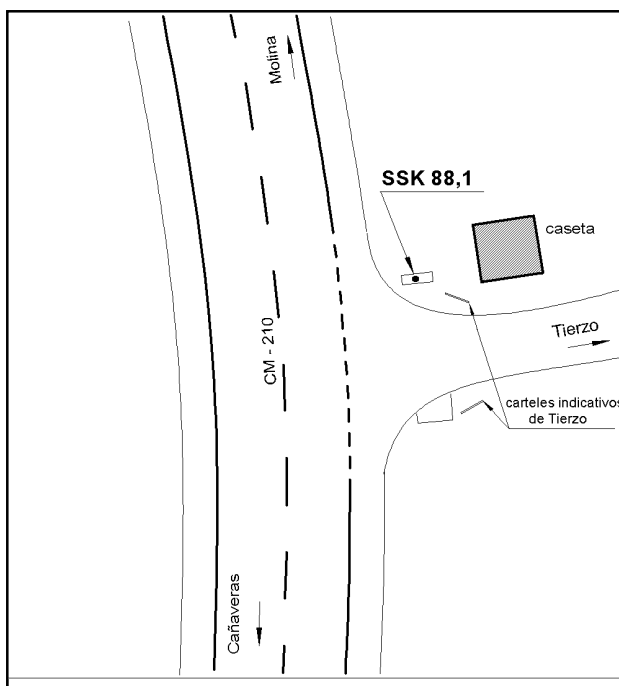 Molina
SSK 88,1
caseta
CM - 210
Tierzo
carteles indicativos
de Tierzo
Cañaveras